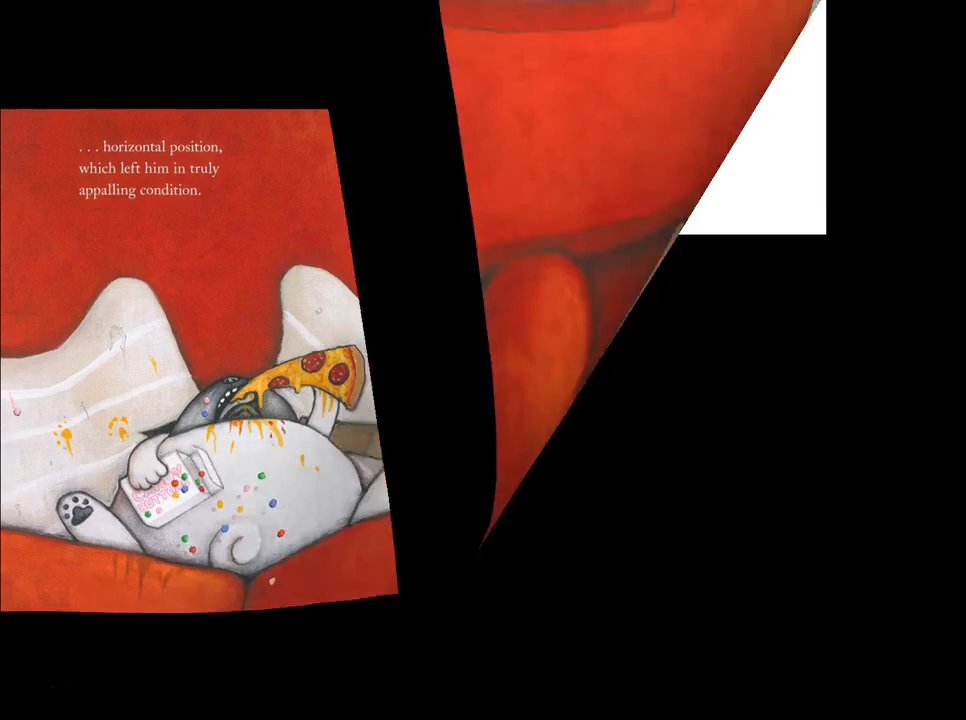 . . . horizontal position,
which left him in truly
appalling condition.